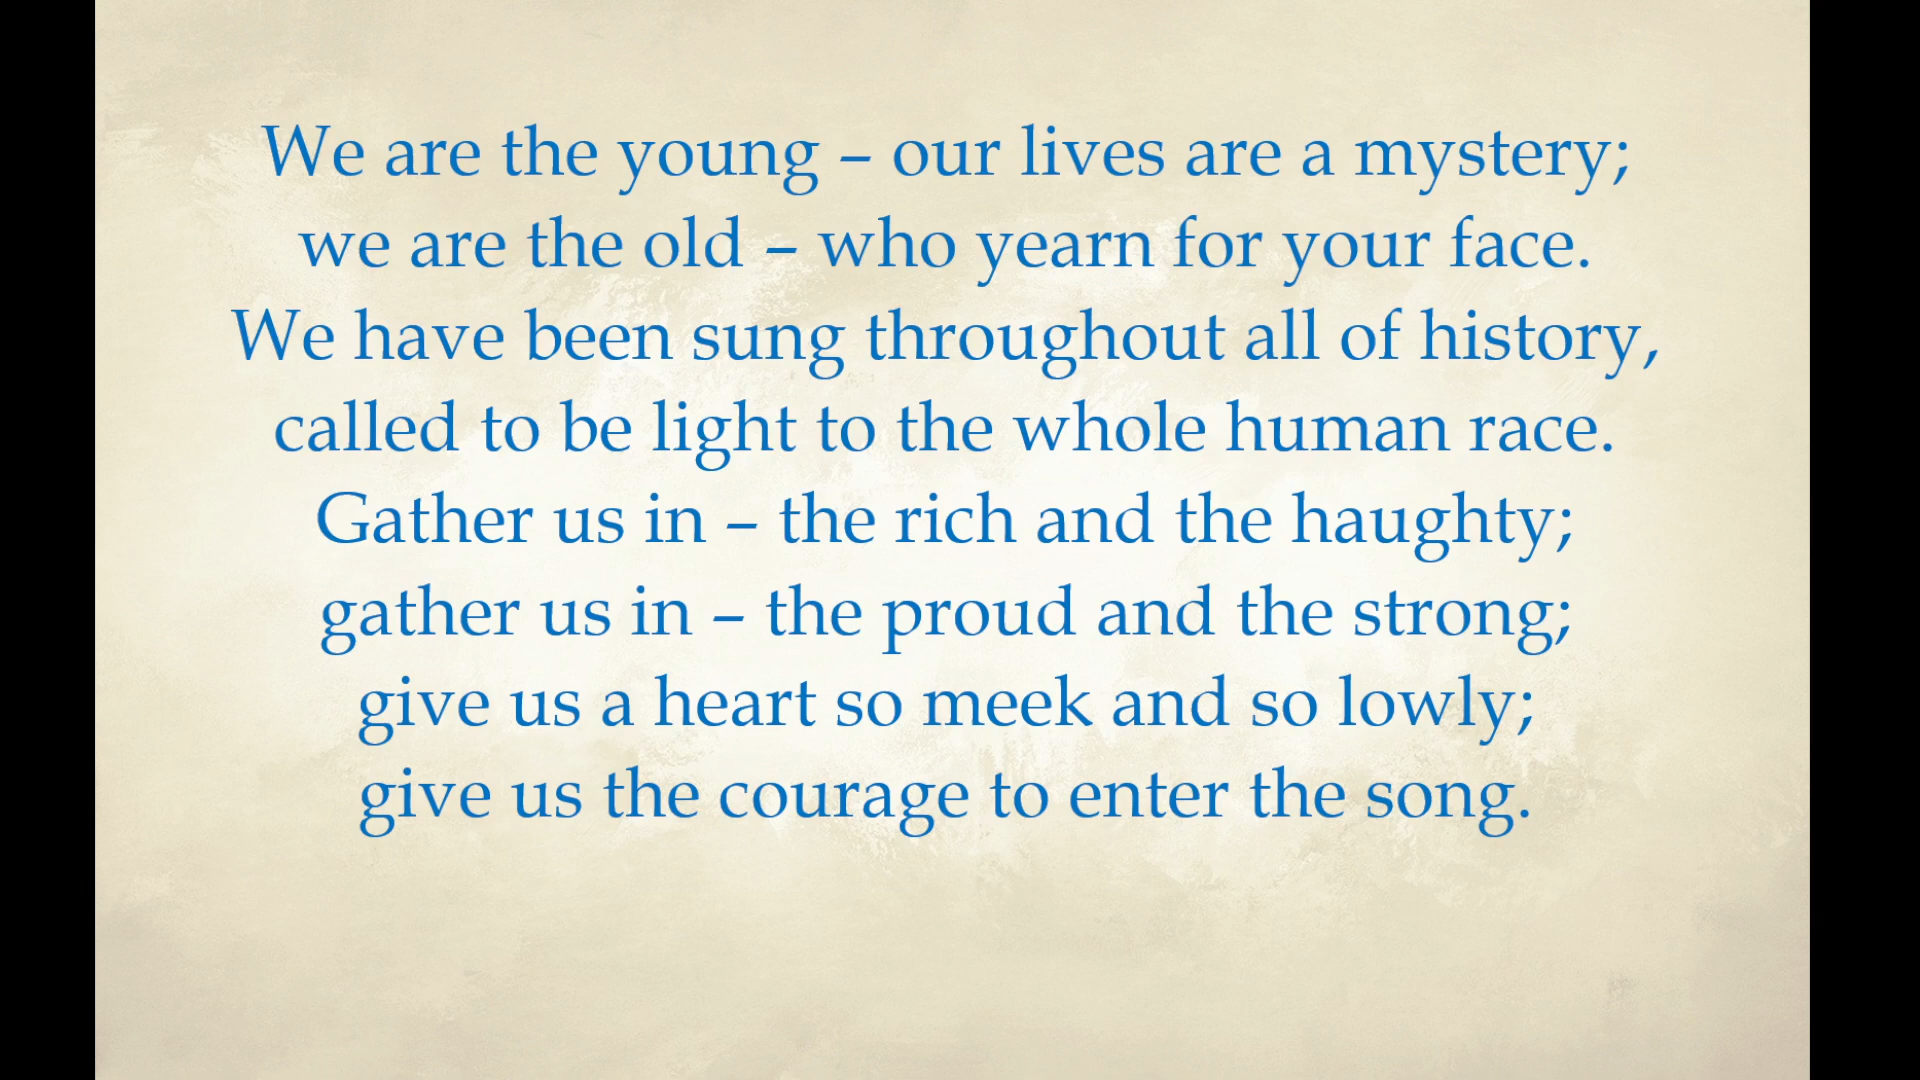 We are the young – our lives are a mystery;
we are the old – who yearn for your face.
We have been sung throughout all of history,
called to be light to the whole human race.
Gather us in – the rich and the haughty;
gather us in – the proud and the strong;
give us a heart so meek and so lowly;
give us the courage to enter the song.